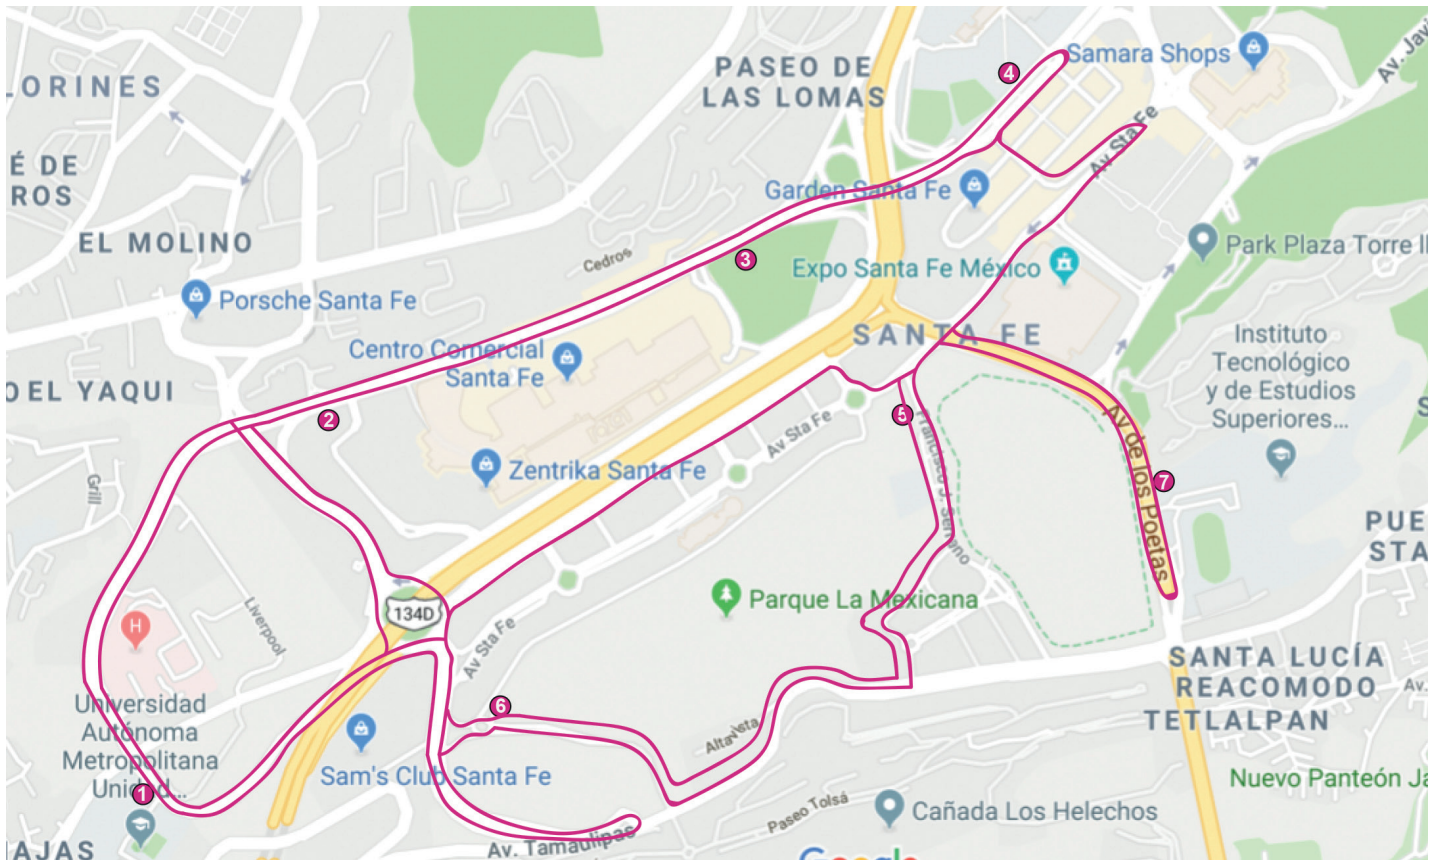 Samara Shops
4
PASEO DE
LAS LOMAS
Av. Javi
LORINES
Av Sta Fe
É DE
ROS
Garden Santa Fe
EL MOLINO
Cedros
3
Expo Santa Fe México
Park Plaza Torre II
Porsche Santa Fe
SANTA FE
Centro Comercial
Santa Fe
Instituto
Tecnológico
y de Estudios
Superiores...
O EL YAQUI
2
Av Sta Fe
5
Francisco J. Serrano
Av de los Poetas
7
Zentrika Santa Fe
Grill
PUE
STA
134D
Parque La Mexicana
Liverpool
H
Av Sta Fe
SANTA LUCÍA
REACOMODO
TETLALPAN
Av.
Universidad
Autónoma
Metropolitana
Unid d...
1
6
Altavista
Sam's Club Santa Fe
Nuevo Panteón Ja
Paseo Tolsá
Cañada Los Helechos
Av. Tamaulipas
AJAS
Google